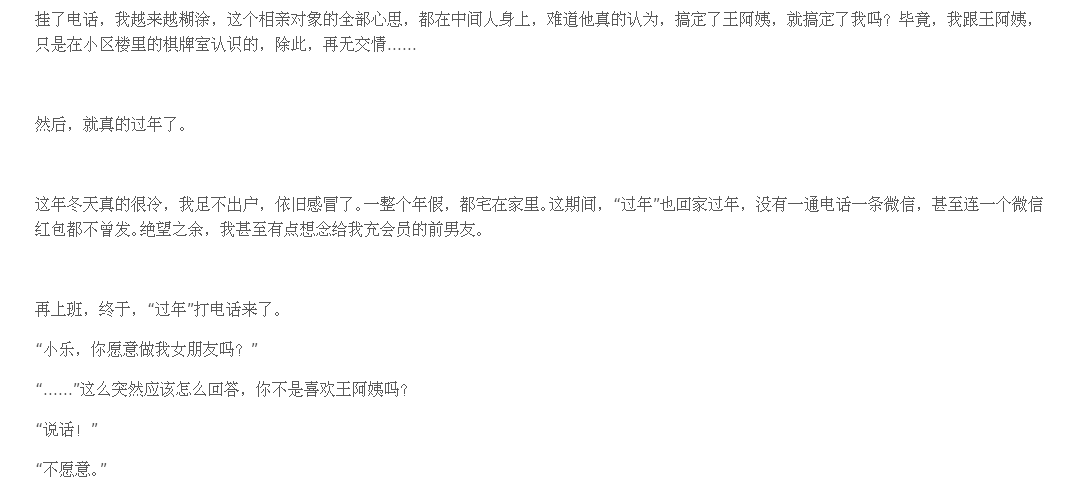 挂了电话，我越来越糊涂，这个相亲对象的全部心思，都在中间人身上，难道他真的认为，搞定了王阿姨，就搞定了我吗？毕竟，我跟王阿姨，
只是在小区楼里的棋牌室认识的，除此，再无交情……
然后，就真的过年了。
这年冬天真的很冷，我足不出户，依旧感冒了。一整个年假，都宅在家里。这期间，“过年”也回家过年，没有一通电话一条微信，甚至连一个微信
红包都不曾发。绝望之余，我甚至有点想念给我充会员的前男友。
再上班，终于，“过年”打电话来了。
“小乐，你愿意做我女朋友吗？”
“……”这么突然应该怎么回答，你不是喜欢王阿姨吗？
“说话！”
“不愿意。”